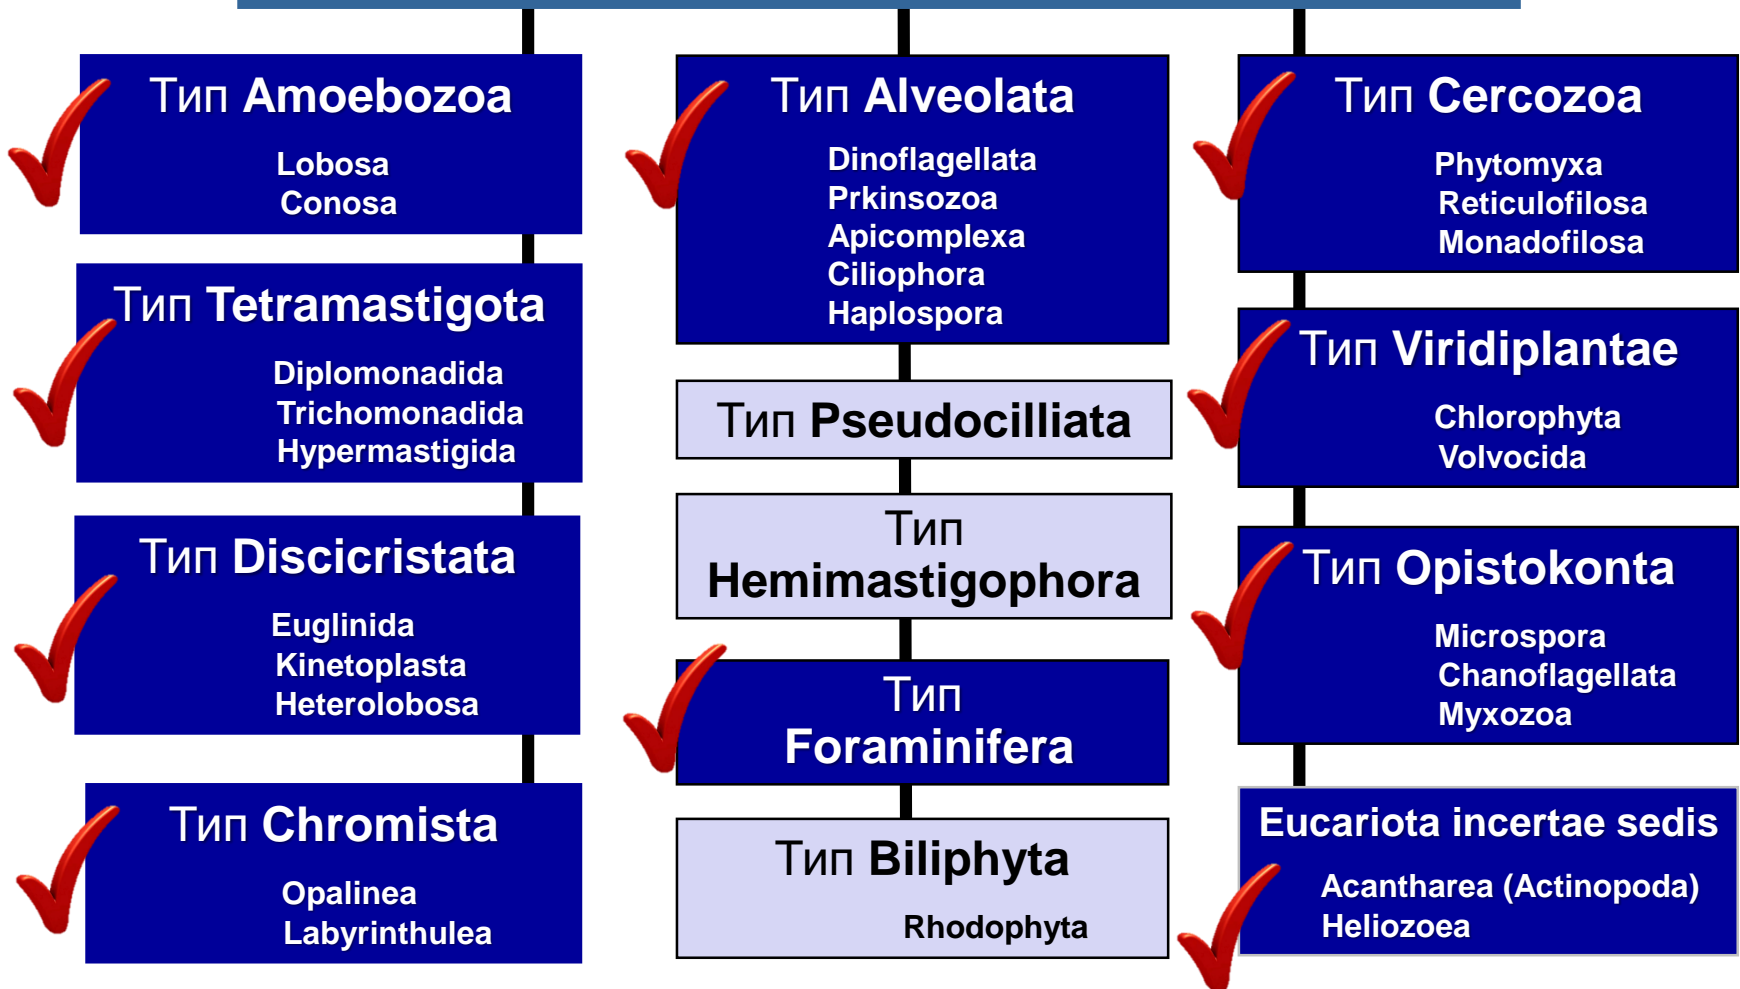 Тип Amoebozoa
Lobosa
Conosa
Тип Tetramastigota
Diplomonadida
Trichomonadida
Hypermastigida
Тип Discicristata
Euglinida
Kinetoplasta
Heterolobosa
Тип Chromista
Opalinea
Labyrinthulea
Тип Alveolata
Dinoflagellata
Prkinsozoa
Apicomplexa
Ciliophora
Haplospora
Тип Pseudocilliata
Тип
Hemimastigophora
Тип
Foraminifera
Тип Biliphyta
Rhodophyta
Тип Cercozoa
Phytomyxa
Reticulofilosa
Monadofilosa
Тип Viridiplantae
Chlorophyta
Volvocida
Тип Opistokonta
Microspora
Chanoflagellata
Myxozoa
Eucariota incertae sedis
Acantharea (Actinopoda)
Heliozoea